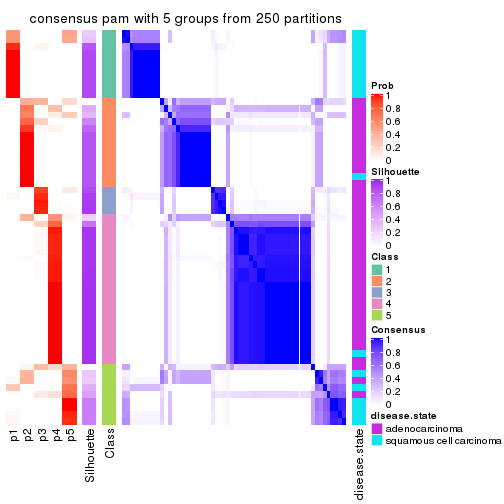 consensus pam with 5 groups from 250 partitions
Prob
1
0.8
0.6
0.4
0.2
0
Silhouette
1
0.8
0.6
0.4
0.2
0
Class
1
2
3
4
5
Consensus
1
0.8
0.6
0.4
0.2
0
disease.state
adenocarcinoma
squamous cell carcinoma
p1
p2
p3
p4
p5
Silhouette
Class
disease.state